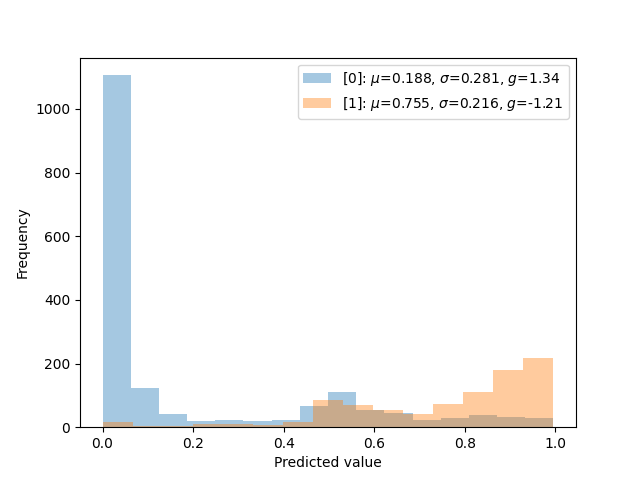 [0]: μ=0.188, σ=0.281, g=1.34
[1]: μ=0.755, σ=0.216, g=-1.21
1000
800
600
400
200
0
Frequency
0.0 0.2 0.4 0.6 0.8 1.0
Predicted value